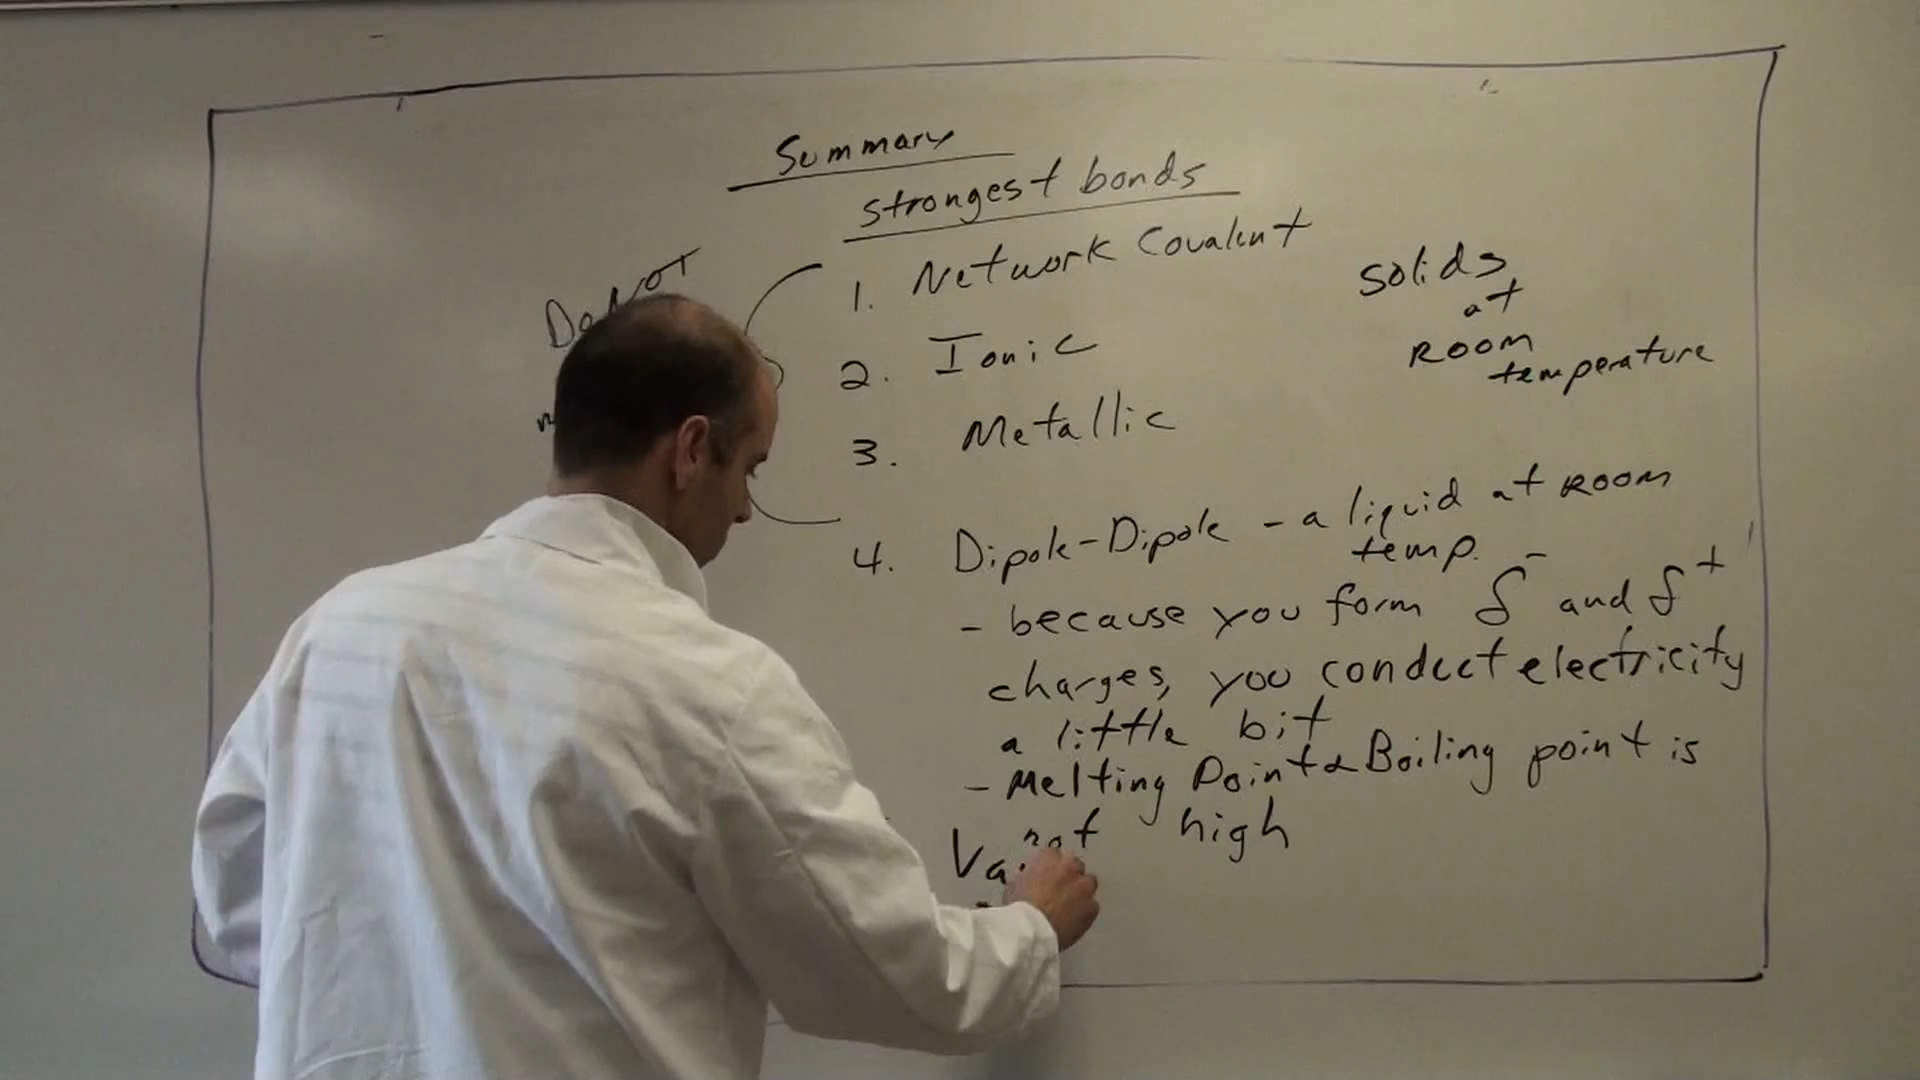 Summary
strongest bonds
1. Network Covalent
2. Ionic
3. Metallic
Solids
at
Room
temperature
4. Dipole-Dipole - a liquid at Room
temp.
- because you form δ⁻ and δ⁺
charges, you conduct electricity
a little bit
- Melting Point & Boiling point is
not high